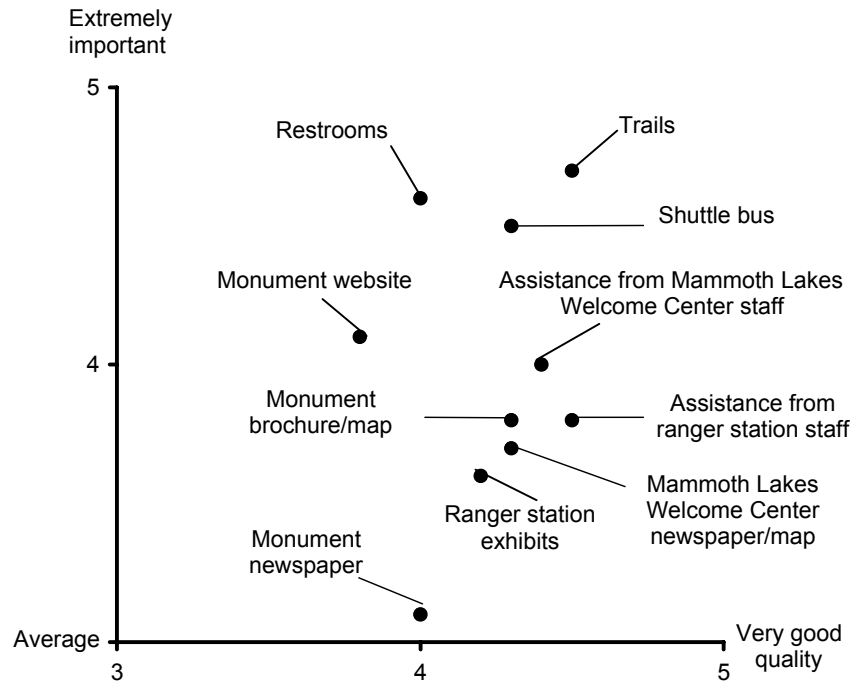 Extremely
important
5
Restrooms
Trails
Shuttle bus
Monument website
Assistance from Mammoth Lakes
Welcome Center staff
4
Monument
brochure/map
Assistance from
ranger station staff
Mammoth Lakes
Welcome Center
newspaper/map
Ranger station
exhibits
Monument
newspaper
Average
3
4
5
Very good
quality